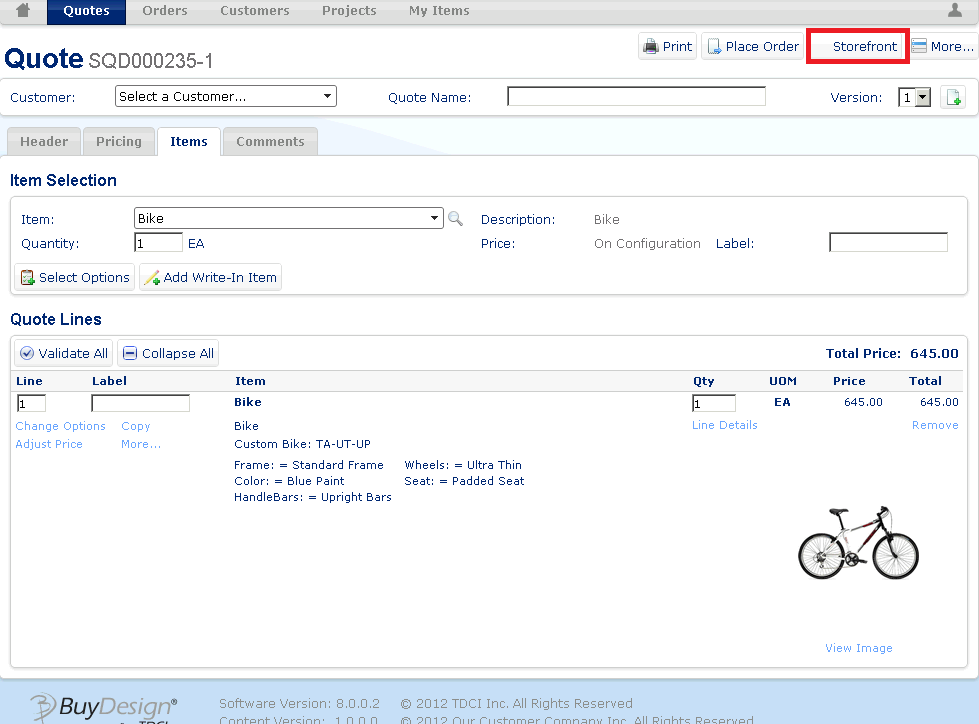 Quotes Orders Customers Projects My Items
Quote SQD000235-1 Print Place Order Storefront More...
Customer: Select a Customer... Quote Name: Version: 1
Header Pricing Items Comments
Item Selection
Item: Bike Description: Bike
Quantity: 1 EA Price: On Configuration Label:
Select Options Add Write-In Item
Quote Lines
Validate All Collapse All Total Price: 645.00
Line Label Item Qty UOM Price Total
1 Bike 1 EA 645.00 645.00
Change Options Copy Bike Line Details Remove
Adjust Price More... Custom Bike: TA-UT-UP
Frame: = Standard Frame Wheels: = Ultra Thin
Color: = Blue Paint Seat: = Padded Seat
HandleBars: = Upright Bars
View Image
BuyDesign® Software Version: 8.0.0.2 © 2012 TDCI Inc. All Rights Reserved
by TDCI Content Version: 1.0.0.0 © 2012 Our Customer Company Inc. All Rights Reserved